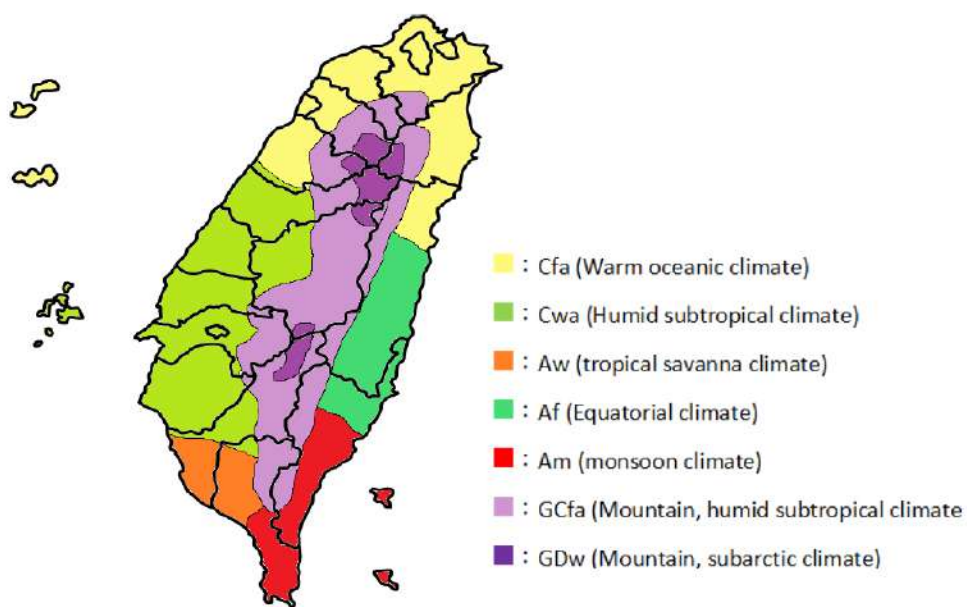 : Cfa (Warm oceanic climate)
: Cwa (Humid subtropical climate)
: Aw (tropical savanna climate)
: Af (Equatorial climate)
: Am (monsoon climate)
: GCfa (Mountain, humid subtropical climate
: GDw (Mountain, subarctic climate)